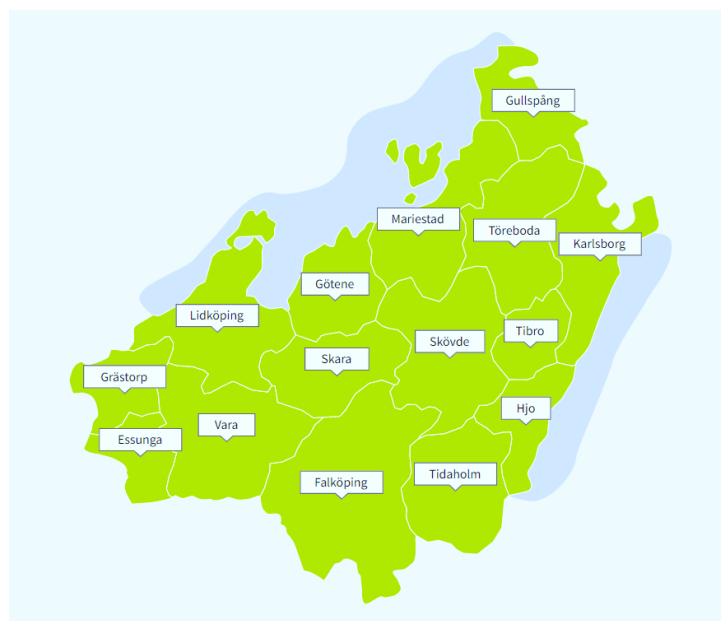 Gullspång
Mariestad
Töreboda
Karlsborg
Götene
Lidköping
Tibro
Skövde
Skara
Grästorp
Hjo
Vara
Essunga
Tidaholm
Falköping